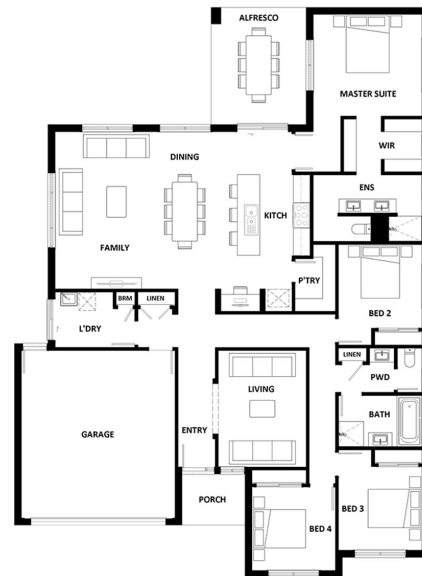 ALFRESCO
MASTER SUITE
WIR
DINING
ENS
KITCH
FAMILY
P'TRY
BED 2
BRM
LINEN
L'DRY
LINEN
PWD
LIVING
BATH
GARAGE
ENTRY
PORCH
BED 3
BED 4